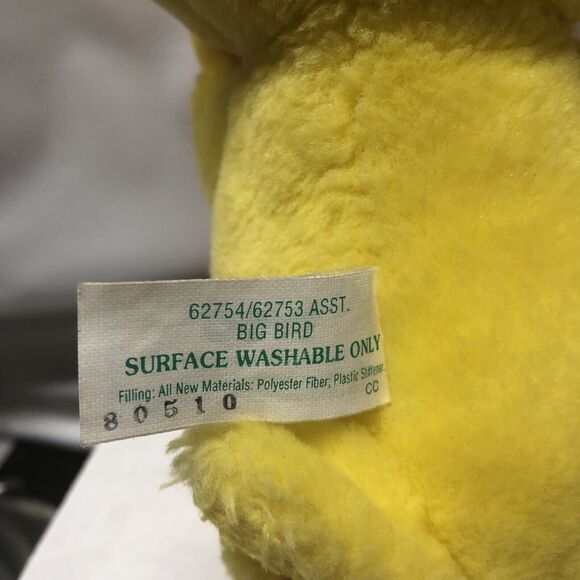 62754/62753 ASST.
BIG BIRD
SURFACE WASHABLE ONLY
Filling: All New Materials: Polyester Fiber; Plastic Stiffener.
CC
80510